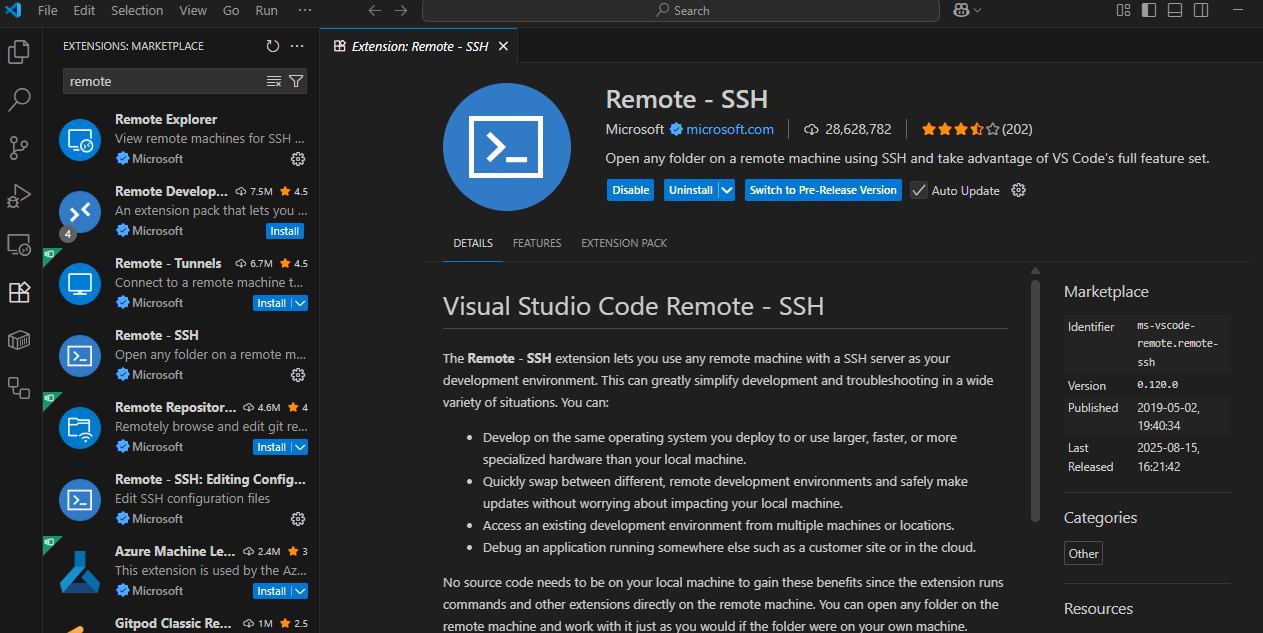 File Edit Selection View Go Run ···
Search
EXTENSIONS: MARKETPLACE ···
remote
Remote Explorer
View remote machines for SSH ...
Microsoft
Remote Develop... 7.5M 4.5
An extension pack that lets you ...
4
Microsoft Install
Remote - Tunnels 6.7M 4.5
Connect to a remote machine t...
Microsoft Install
Remote - SSH
Open any folder on a remote m...
Microsoft
Remote Repositor... 4.6M 4
Remotely browse and edit git re...
Microsoft Install
Remote - SSH: Editing Config...
Edit SSH configuration files
Microsoft
Azure Machine Le... 2.4M 3
This extension is used by the Az...
Microsoft Install
Gitpod Classic Re... 1M 2.5
Extension: Remote - SSH
Remote - SSH
Microsoft microsoft.com 28,628,782 (202)
Open any folder on a remote machine using SSH and take advantage of VS Code's full feature set.
Disable Uninstall Switch to Pre-Release Version Auto Update
DETAILS FEATURES EXTENSION PACK
Visual Studio Code Remote - SSH
The Remote - SSH extension lets you use any remote machine with a SSH server as your
development environment. This can greatly simplify development and troubleshooting in a wide
variety of situations. You can:
• Develop on the same operating system you deploy to or use larger, faster, or more
specialized hardware than your local machine.
• Quickly swap between different, remote development environments and safely make
updates without worrying about impacting your local machine.
• Access an existing development environment from multiple machines or locations.
• Debug an application running somewhere else such as a customer site or in the cloud.
No source code needs to be on your local machine to gain these benefits since the extension runs
commands and other extensions directly on the remote machine. You can open any folder on the
remote machine and work with it just as you would if the folder were on your own machine.
Marketplace
Identifier ms-vscode-
remote.remote-
ssh
Version 0.120.0
Published 2019-05-02,
19:40:34
Last 2025-08-15,
Released 16:21:42
Categories
Other
Resources